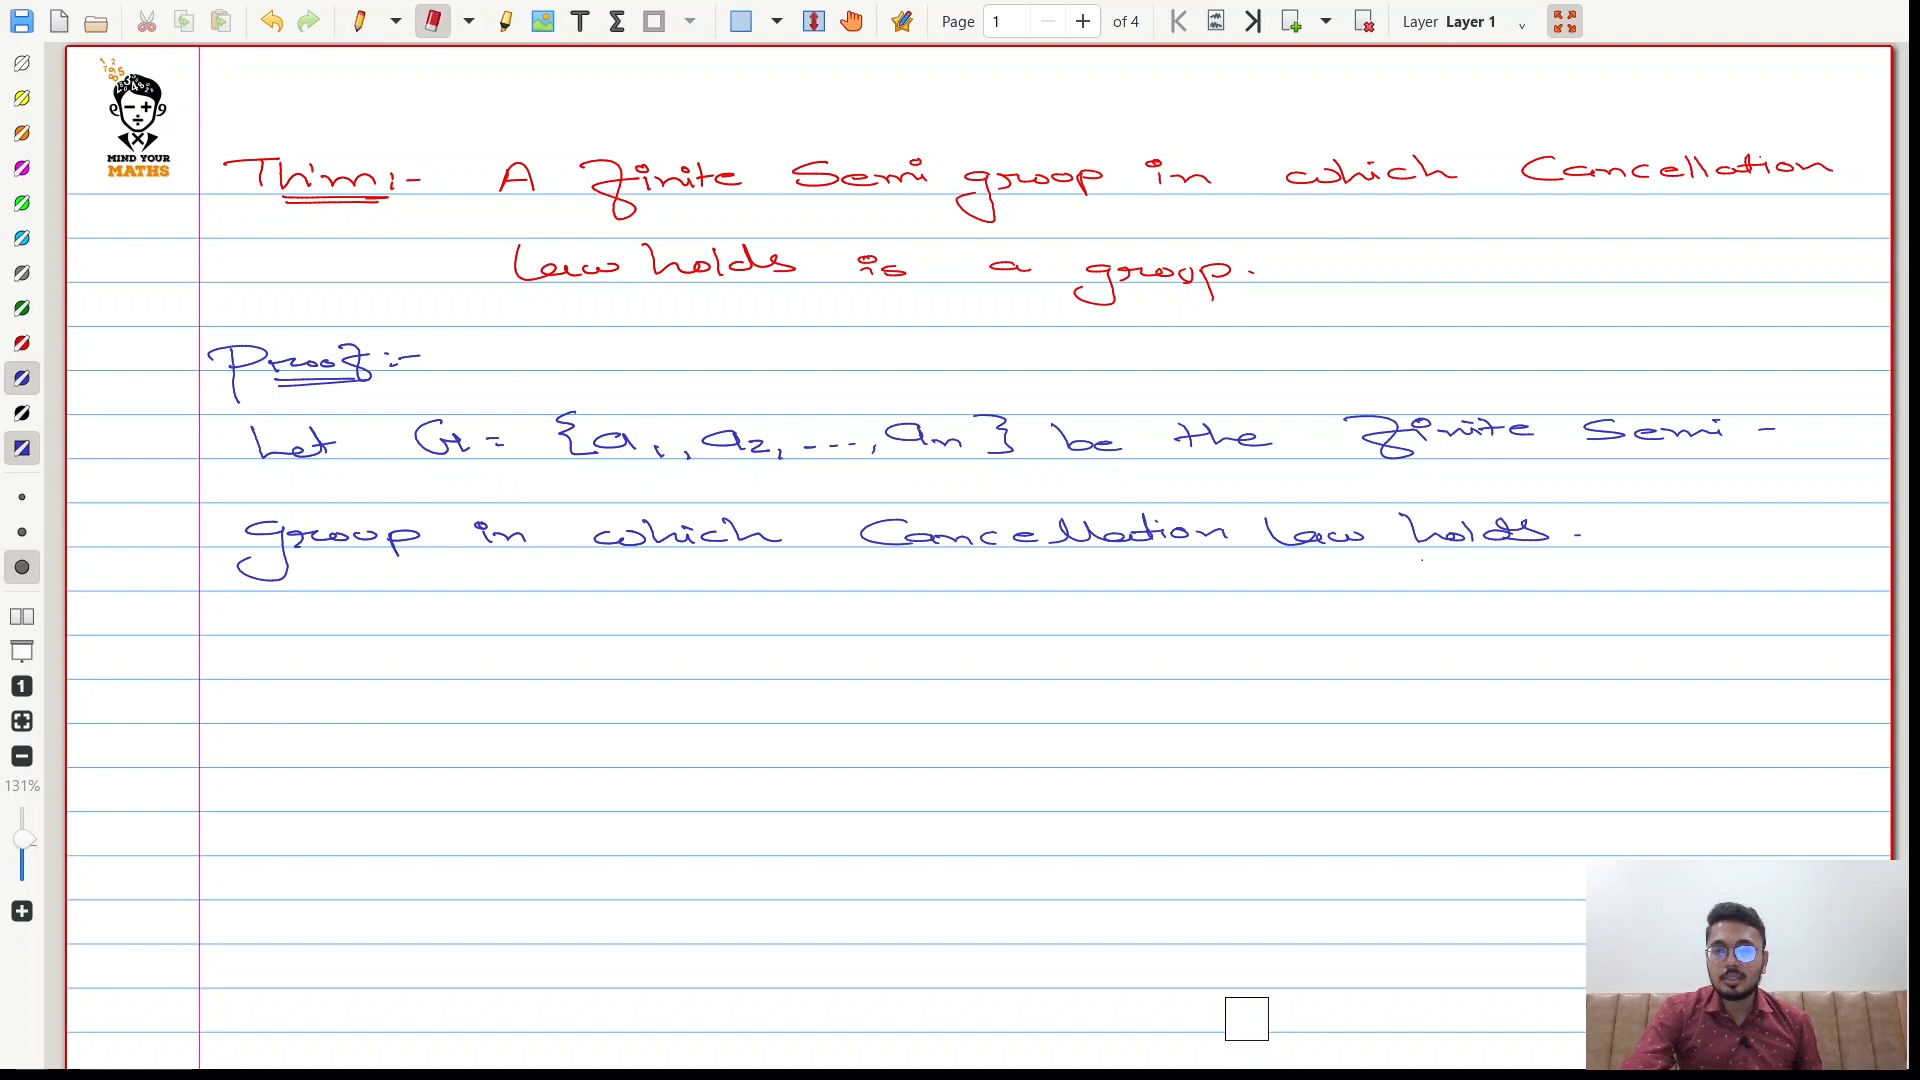 Page 1 of 4 Layer Layer 1
MIND YOUR
MATHS
Thm:- A finite Semi group in which Cancellation
law holds is a group.
Proof:-
Let G = {a1, a2, ..., an} be the finite Semi-
group in which Cancellation law holds.
131%